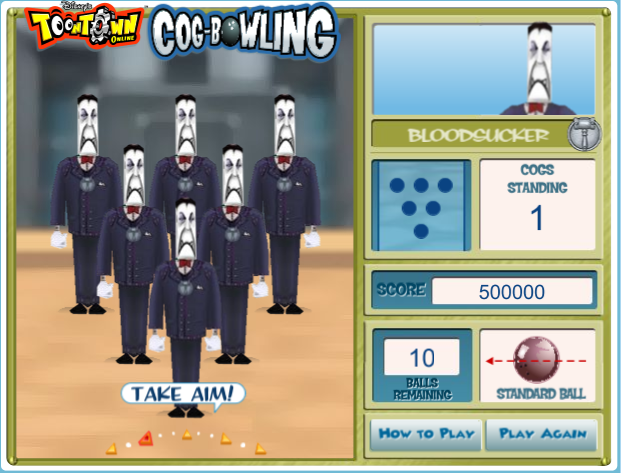 Disney's
TOONTOWN
ONLINE
COG-BOWLING
BLOODSUCKER
COGS
STANDING
1
SCORE
500000
10
BALLS
REMAINING
STANDARD BALL
TAKE AIM!
HOW TO PLAY
PLAY AGAIN